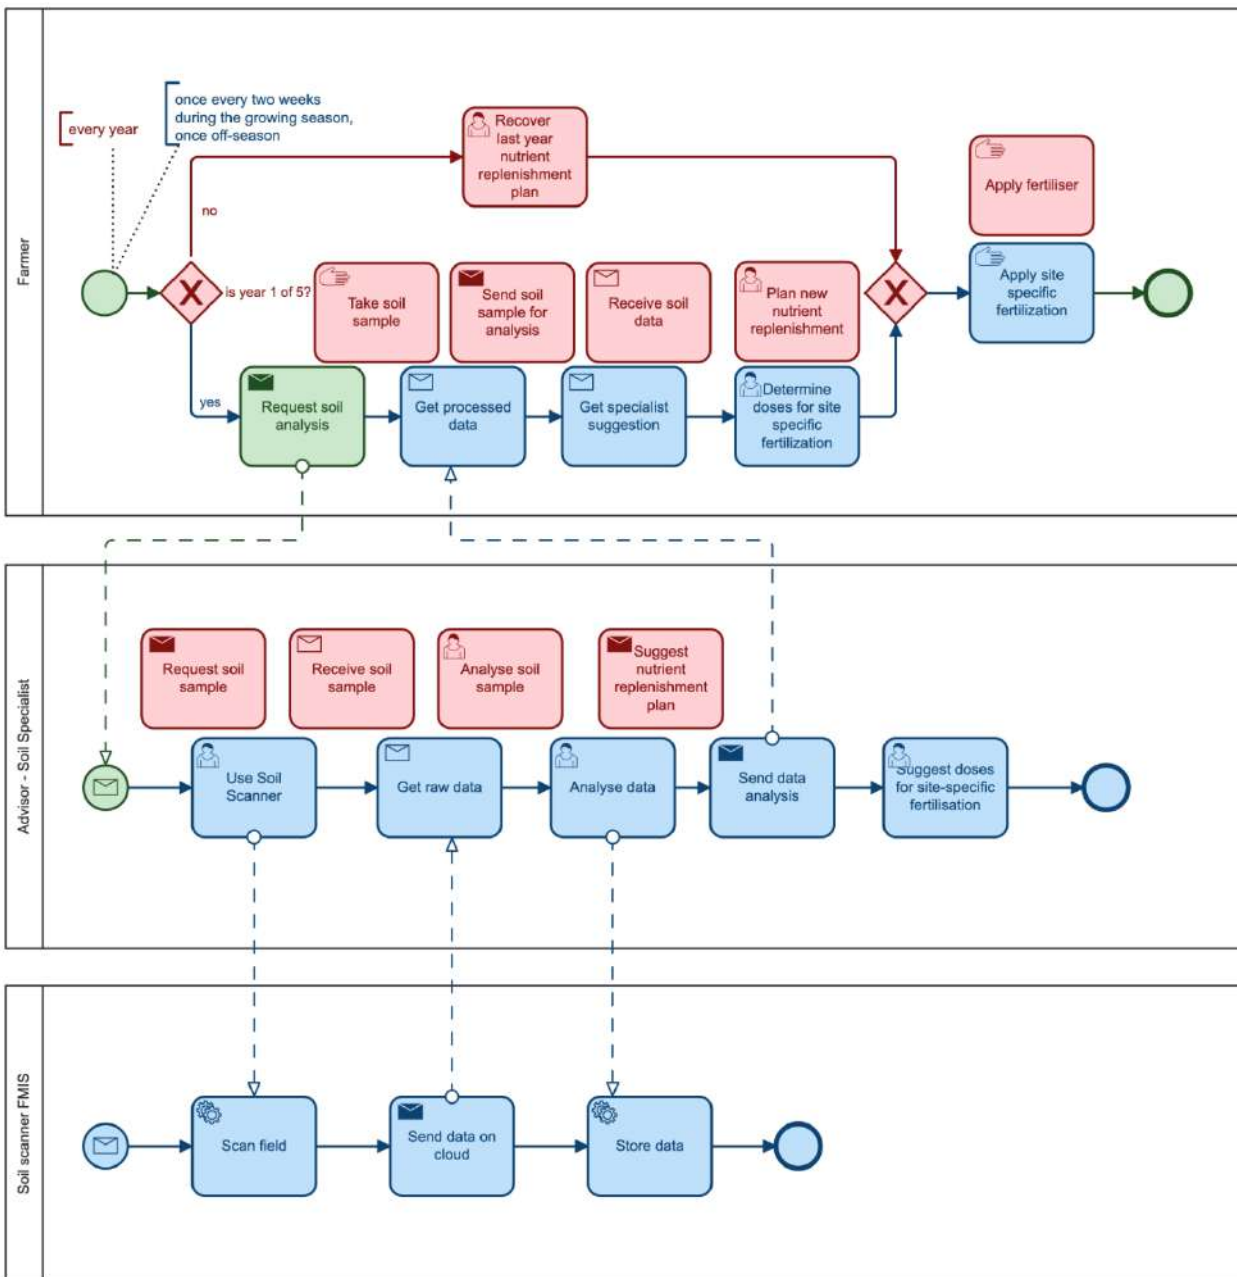 Farmer
every year
once every two weeks
during the growing season,
once off-season
Recover
last year
nutrient
replenishment
plan
Apply fertiliser
no
is year 1 of 5?
Take soil
sample
Send soil
sample for
analysis
Receive soil
data
Plan new
nutrient
replenishment
Apply site
specific
fertilization
yes
Request soil
analysis
Get processed
data
Get specialist
suggestion
Determine
doses for site
specific
fertilization
Advisor - Soil Specialist
Request soil
sample
Receive soil
sample
Analyse soil
sample
Suggest
nutrient
replenishment
plan
Use Soil
Scanner
Get raw data
Analyse data
Send data
analysis
Suggest doses
for site-specific
fertilisation
Soil scanner FMIS
Scan field
Send data on
cloud
Store data